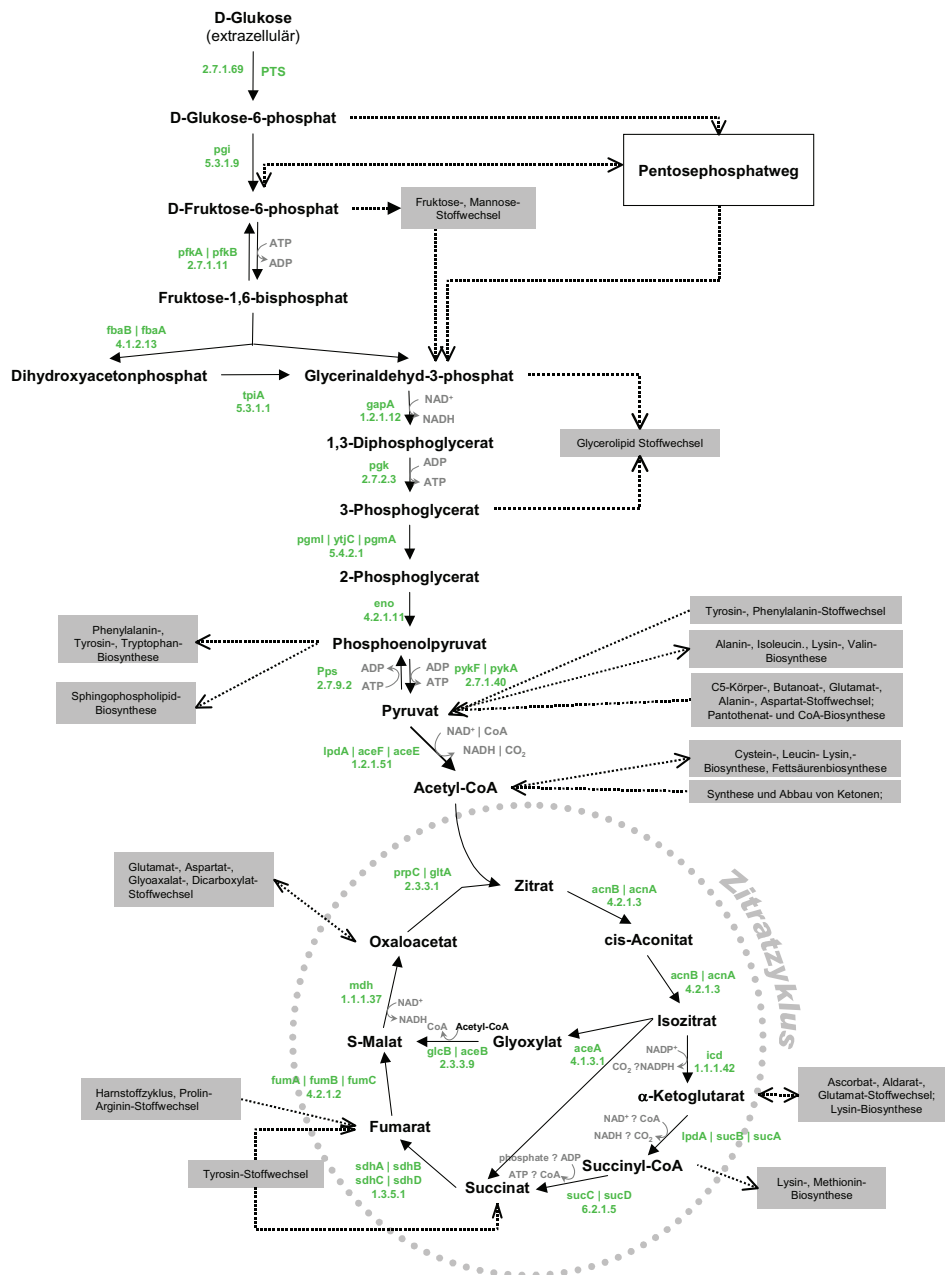 D-Glukose
(extrazellulär)
2.7.1.69 PTS
D-Glukose-6-phosphat
pgi
5.3.1.9
Pentosephosphatweg
D-Fruktose-6-phosphat
Fruktose-, Mannose-
Stoffwechsel
pfkA | pfkB
2.7.1.11
ATP
ADP
Fruktose-1,6-bisphosphat
fbaB | fbaA
4.1.2.13
Dihydroxyacetonphosphat
Glycerinaldehyd-3-phosphat
tpiA
5.3.1.1
gapA
1.2.1.12
NAD⁺
NADH
1,3-Diphosphoglycerat
Glycerolipid Stoffwechsel
pgk
2.7.2.3
ADP
ATP
3-Phosphoglycerat
pgmI | ytjC | pgmA
5.4.2.1
2-Phosphoglycerat
eno
4.2.1.11
Phosphoenolpyruvat
Phenylalanin-,
Tyrosin-, Tryptophan-
Biosynthese
Sphingophospholipid-
Biosynthese
Tyrosin-, Phenylalanin-Stoffwechsel
Alanin-, Isoleucin., Lysin-, Valin-
Biosynthese
C5-Körper-, Butanoat-, Glutamat-,
Alanin-, Aspartat-Stoffwechsel;
Pantothenat- und CoA-Biosynthese
Pps
2.7.9.2
ADP
ATP
ADP
ATP
pykF | pykA
2.7.1.40
Pyruvat
lpdA | aceF | aceE
1.2.1.51
NAD⁺ | CoA
NADH | CO₂
Cystein-, Leucin- Lysin,-
Biosynthese, Fettsäurenbiosynthese
Synthese und Abbau von Ketonen;
Acetyl-CoA
Zitratzyklus
Glutamat-, Aspartat-,
Glyoaxalat-, Dicarboxylat-
Stoffwechsel
prpC | gltA
2.3.3.1
Zitrat
acnB | acnA
4.2.1.3
Oxaloacetat
cis-Aconitat
acnB | acnA
4.2.1.3
mdh
1.1.1.37
NAD⁺
NADH
Isozitrat
S-Malat
CoA
Acetyl-CoA
glcB | aceB
2.3.3.9
Glyoxylat
aceA
4.1.3.1
NADP⁺
CO₂ ?NADPH
icd
1.1.1.42
fumA | fumB | fumC
4.2.1.2
α-Ketoglutarat
Ascorbat-, Aldarat-,
Glutamat-Stoffwechsel;
Lysin-Biosynthese
Harnstoffzyklus, Prolin-
Arginin-Stoffwechsel
Fumarat
NAD⁺ ? CoA
NADH ? CO₂
lpdA | sucB | sucA
Tyrosin-Stoffwechsel
sdhA | sdhB
sdhC | sdhD
1.3.5.1
phosphate ? ADP
ATP ? CoA
Succinyl-CoA
Succinat
sucC | sucD
6.2.1.5
Lysin-, Methionin-
Biosynthese